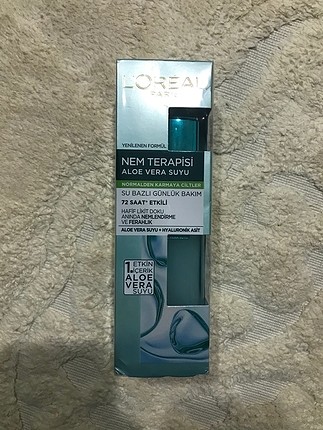 L'ORÉAL
PARIS
YENİLENEN FORMÜL
NEM TERAPİSİ
ALOE VERA SUYU
NORMALDEN KARMAYA CİLTLER
SU BAZLI GÜNLÜK BAKIM
72 SAAT* ETKİLİ
HAFİF LİKİT DOKU
ANINDA NEMLENDİRME
VE FERAHLIK
ALOE VERA SUYU + HYALURONİK ASİT
1. ETKİN
İÇERİK
ALOE
VERA
SUYU